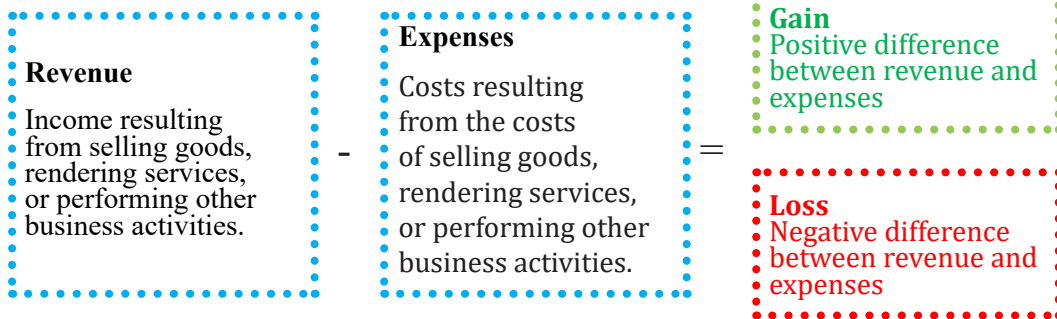 Revenue
Income resulting
from selling goods,
rendering services,
or performing other
business activities.
-
Expenses
Costs resulting
from the costs
of selling goods,
rendering services,
or performing other
business activities.
=
Gain
Positive difference
between revenue and
expenses
Loss
Negative difference
between revenue and
expenses